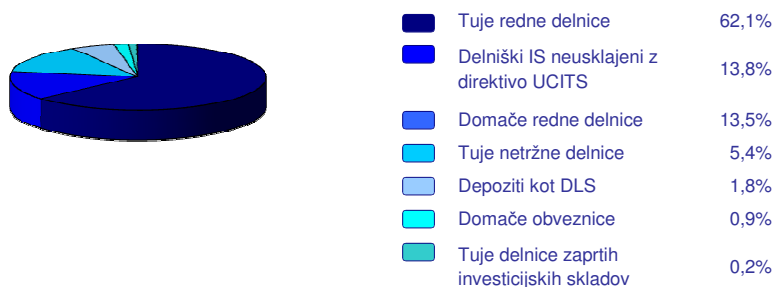 Tuje redne delnice 62,1%
Delniški IS neusklajeni z
direktivo UCITS 13,8%
Domače redne delnice 13,5%
Tuje netržne delnice 5,4%
Depoziti kot DLS 1,8%
Domače obveznice 0,9%
Tuje delnice zaprtih
investicijskih skladov 0,2%